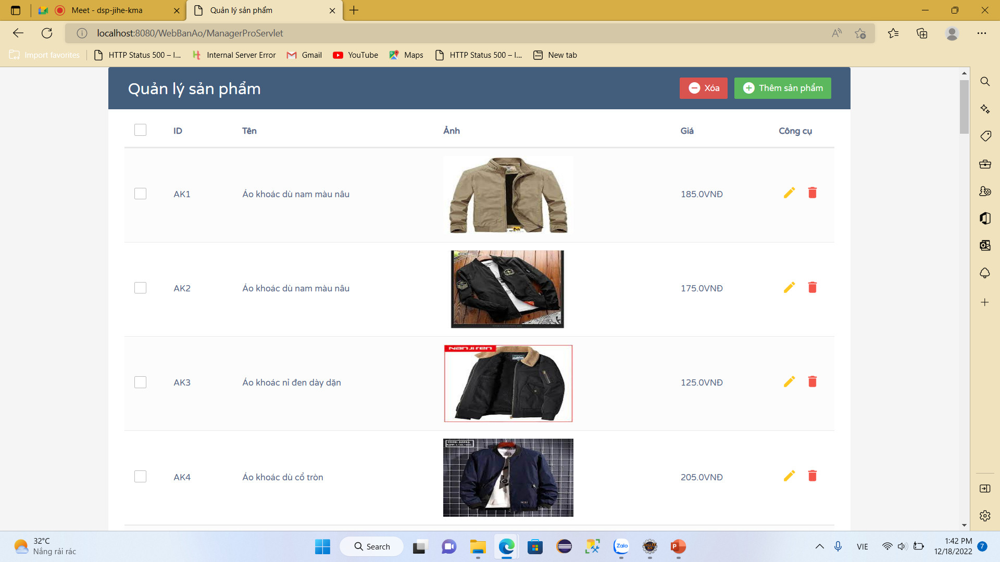 Meet - dsp-jihe-kma
Quản lý sản phẩm
localhost:8080/WebBanAo/ManagerProServlet
Import favorites
HTTP Status 500 – I...
Internal Server Error
Gmail
YouTube
Maps
HTTP Status 500 – I...
New tab
Quản lý sản phẩm
Xóa
Thêm sản phẩm
ID Tên Ảnh Giá Công cụ
AK1 Áo khoác dù nam màu nâu 185.0VNĐ
AK2 Áo khoác dù nam màu nâu 175.0VNĐ
Nanjiren
AK3 Áo khoác nỉ đen dày dặn 125.0VNĐ
AK4 Áo khoác dù cổ tròn 205.0VNĐ
32°C
Nắng rải rác
Search
Zalo
VIE
1:42 PM
12/18/2022
7